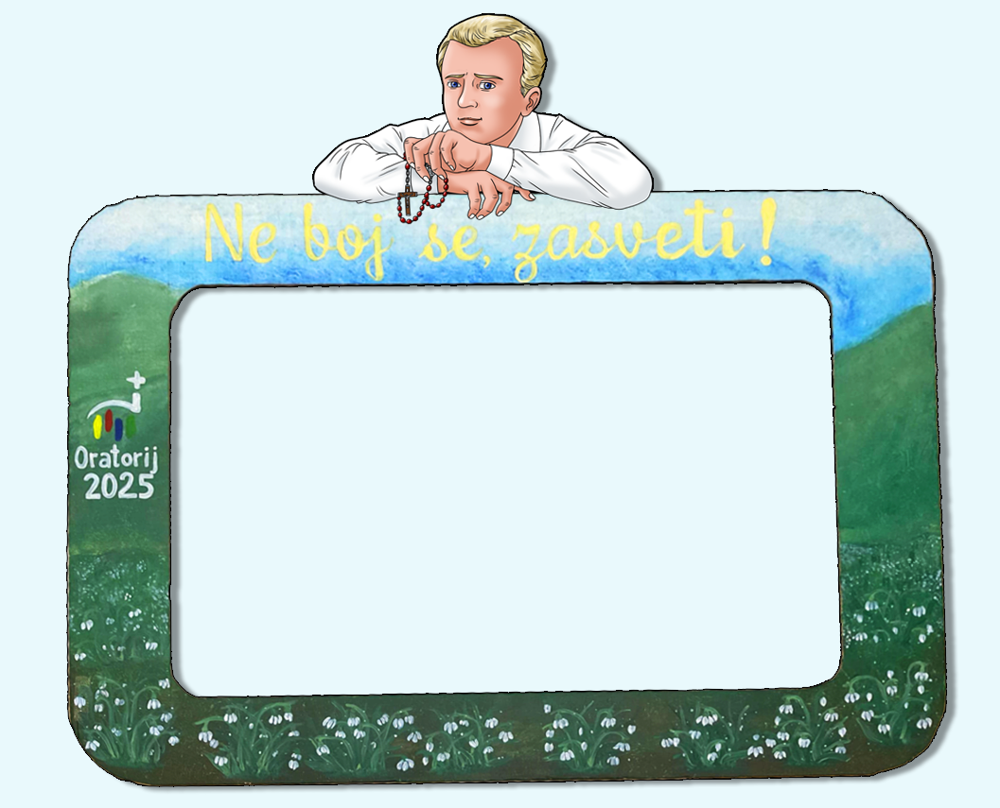 Ne boj se, zasveti!
Oratorij
2025